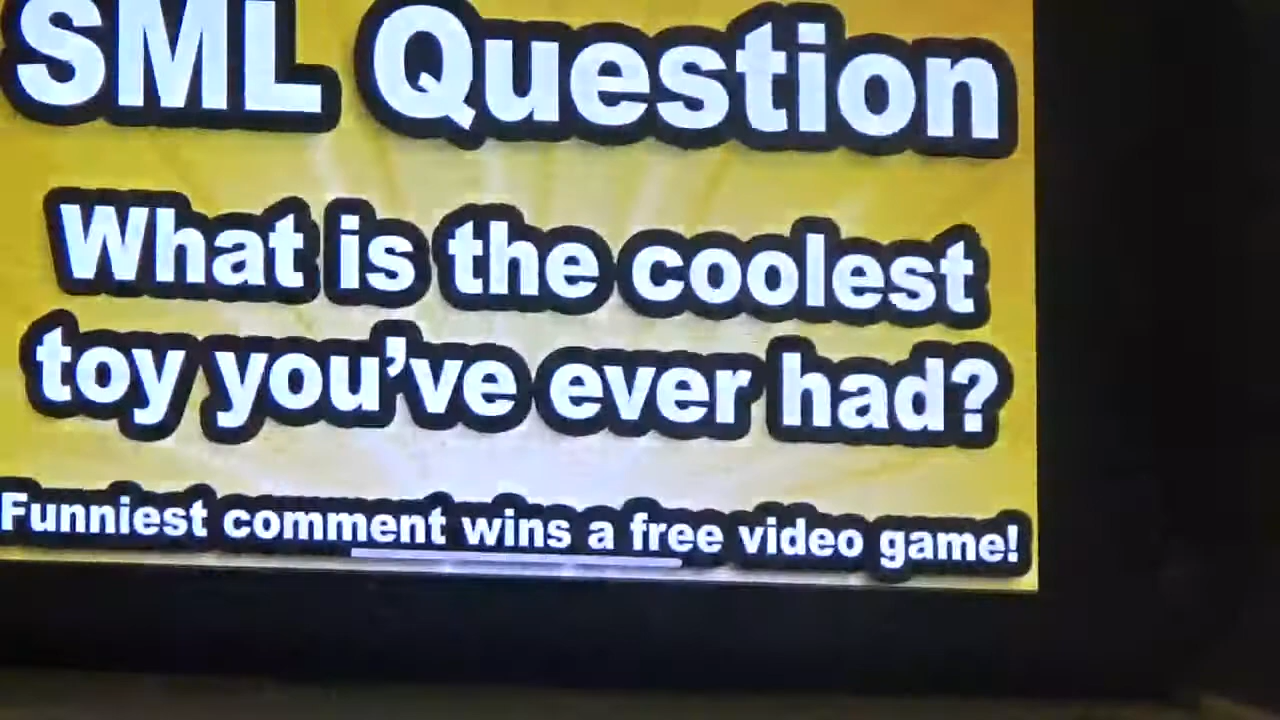 SML Question
What is the coolest
toy you've ever had?
Funniest comment wins a free video game!